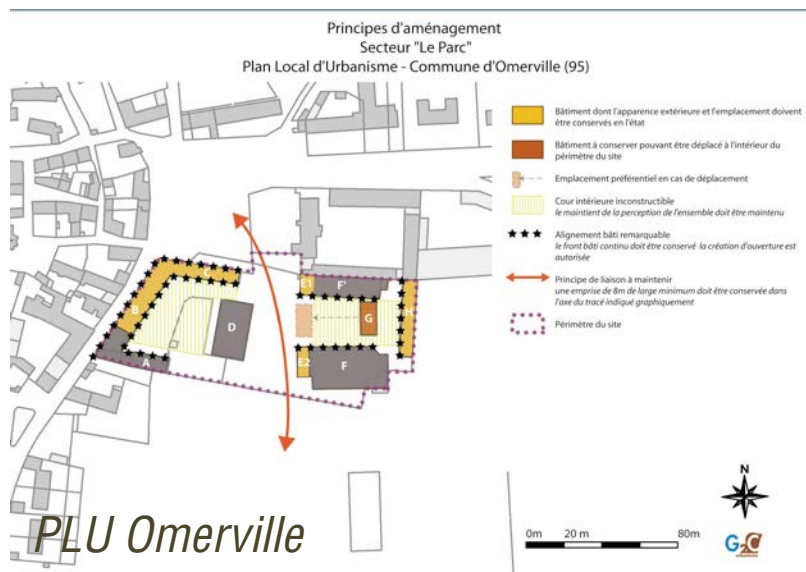 Principes d'aménagement
Secteur "Le Parc"
Plan Local d'Urbanisme - Commune d'Omerville (95)
Bâtiment dont l'apparence extérieure et l'emplacement doivent
être conservés en l'état
Bâtiment à conserver pouvant être déplacé à l'intérieur du
périmètre du site
Emplacement préférentiel en cas de déplacement
Cour intérieure inconstructible
le maintient de la perception de l'ensemble doit être maintenu
Alignement bâti remarquable
le front bâti continu doit être conservé la création d'ouverture est
autorisée
Principe de liaison à maintenir
une emprise de 8m de large minimum doit être conservée dans
l'axe du tracé indiqué graphiquement
Périmètre du site
C
B
A
D
E1
F'
G
H
E2
F
N
0m 20 m 80m
G2C
PLU Omerville